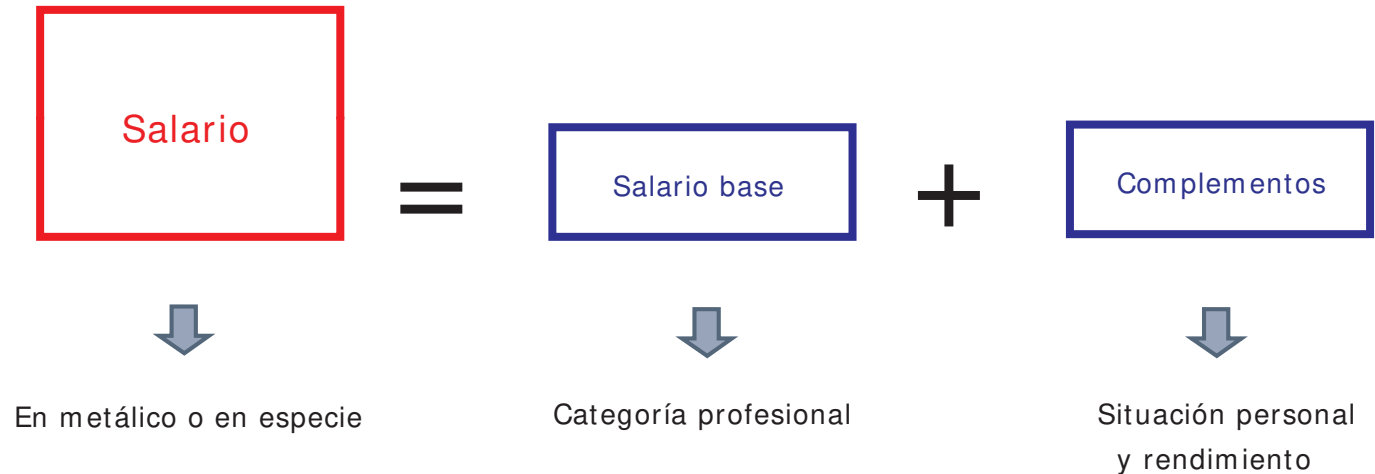 Salario
=
Salario base
+
Complementos
En metálico o en especie
Categoría profesional
Situación personal
y rendimiento